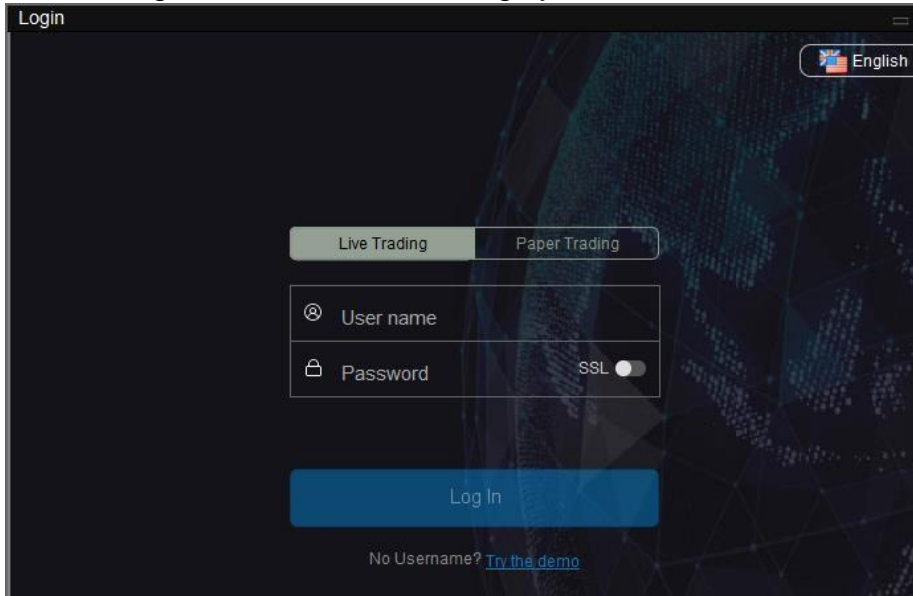 Login
English
Live Trading Paper Trading
User name
Password SSL
Log In
No Username? Try the demo